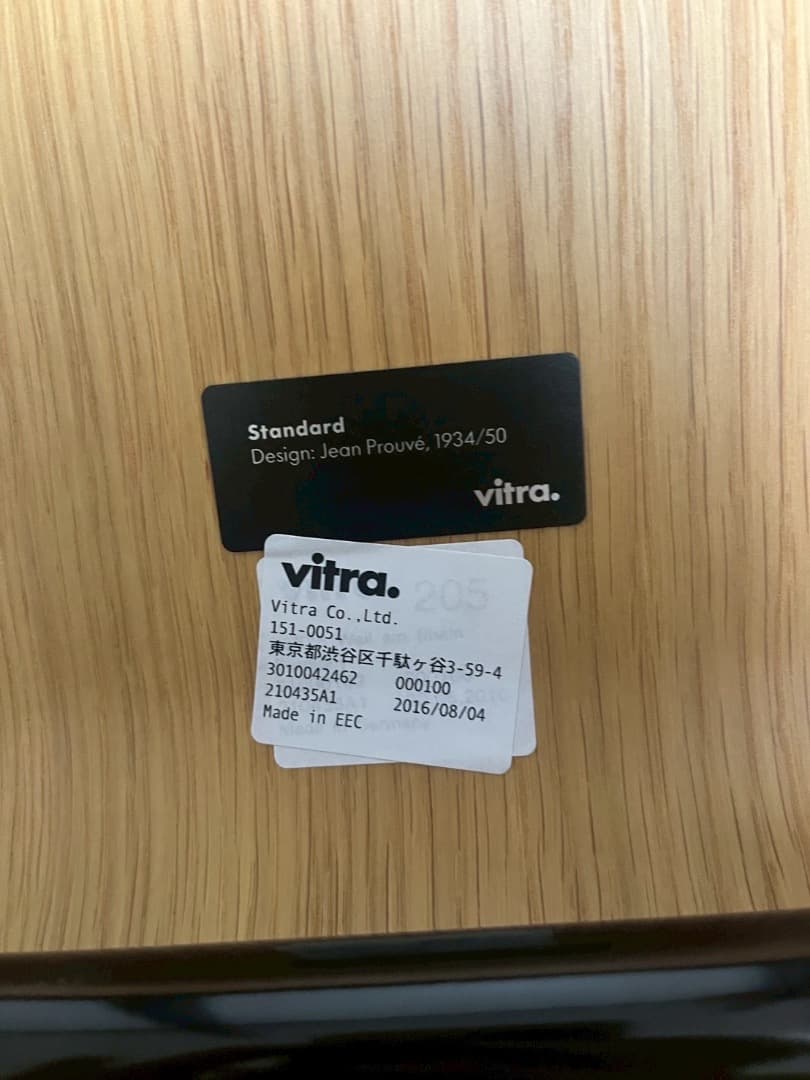 Standard
Design: Jean Prouvé, 1934/50
vitra.
vitra.
205
Vitra Co.,Ltd.
151-0051
東京都渋谷区千駄ヶ谷3-59-4
3010042462 000100
210435A1 2016/08/04
Made in EEC